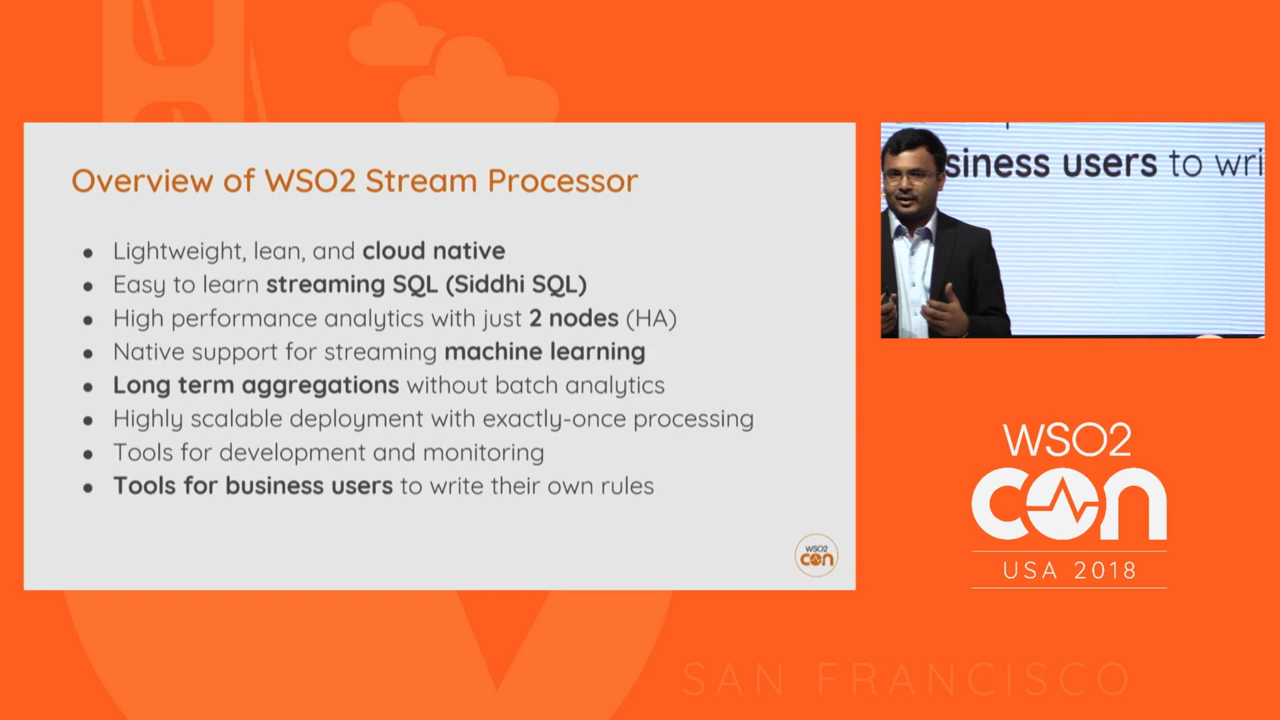 Overview of WSO2 Stream Processor
● Lightweight, lean, and cloud native
● Easy to learn streaming SQL (Siddhi SQL)
● High performance analytics with just 2 nodes (HA)
● Native support for streaming machine learning
● Long term aggregations without batch analytics
● Highly scalable deployment with exactly-once processing
● Tools for development and monitoring
● Tools for business users to write their own rules
WSO2
con
siness users to wri
WSO2
con
USA 2018
SAN FRANCISCO